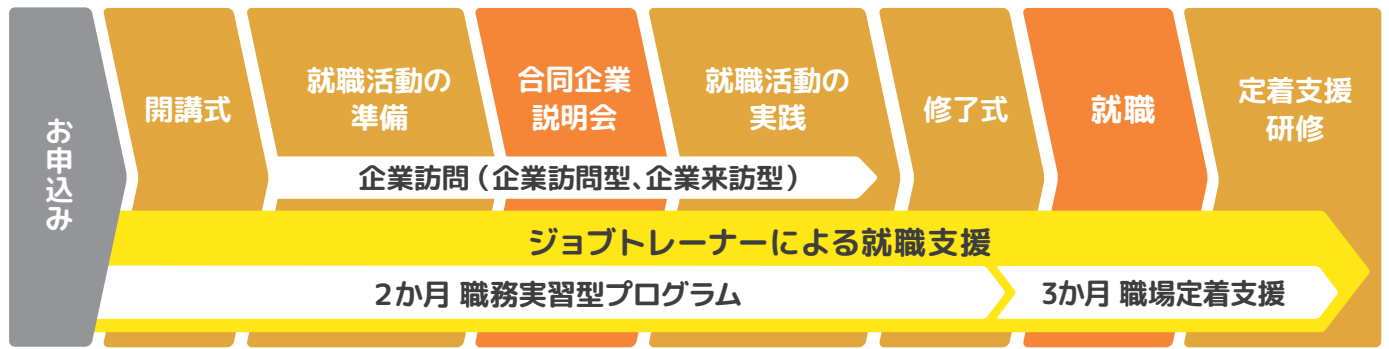 お申込み
開講式
就職活動の
準備
合同企業
説明会
就職活動の
実践
修了式
就職
定着支援
研修
企業訪問（企業訪問型、企業来訪型）
ジョブトレーナーによる就職支援
2か月 職務実習型プログラム
3か月 職場定着支援